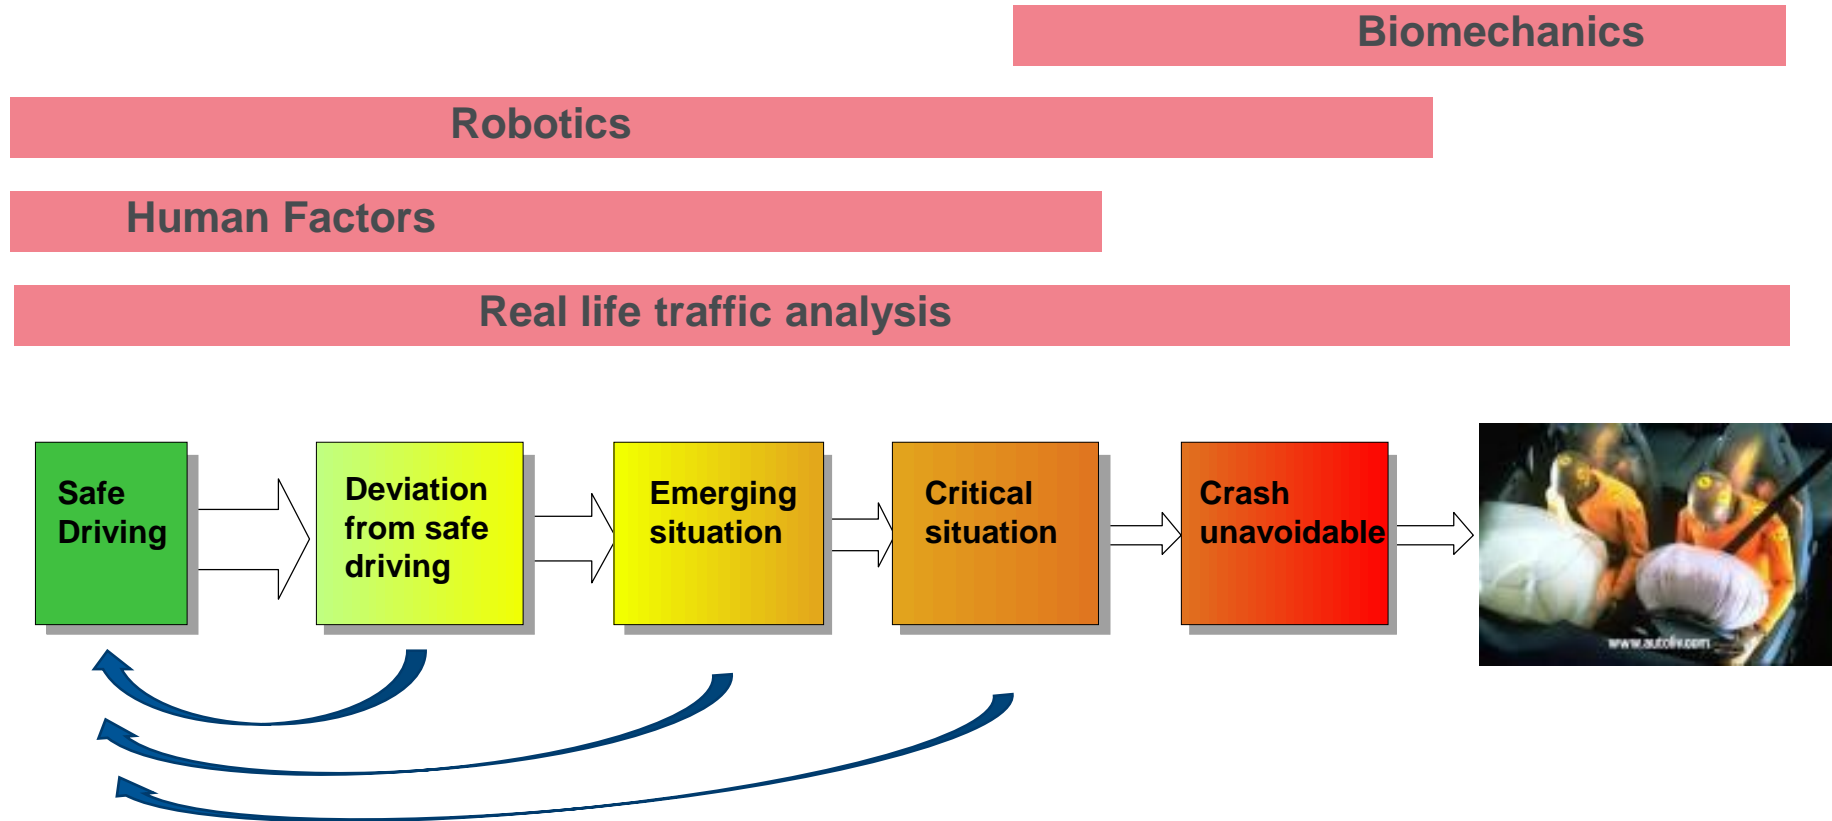 Biomechanics
Robotics
Human Factors
Real life traffic analysis
Safe
Driving
Deviation
from safe
driving
Emerging
situation
Critical
situation
Crash
unavoidable
www.autoliv.com